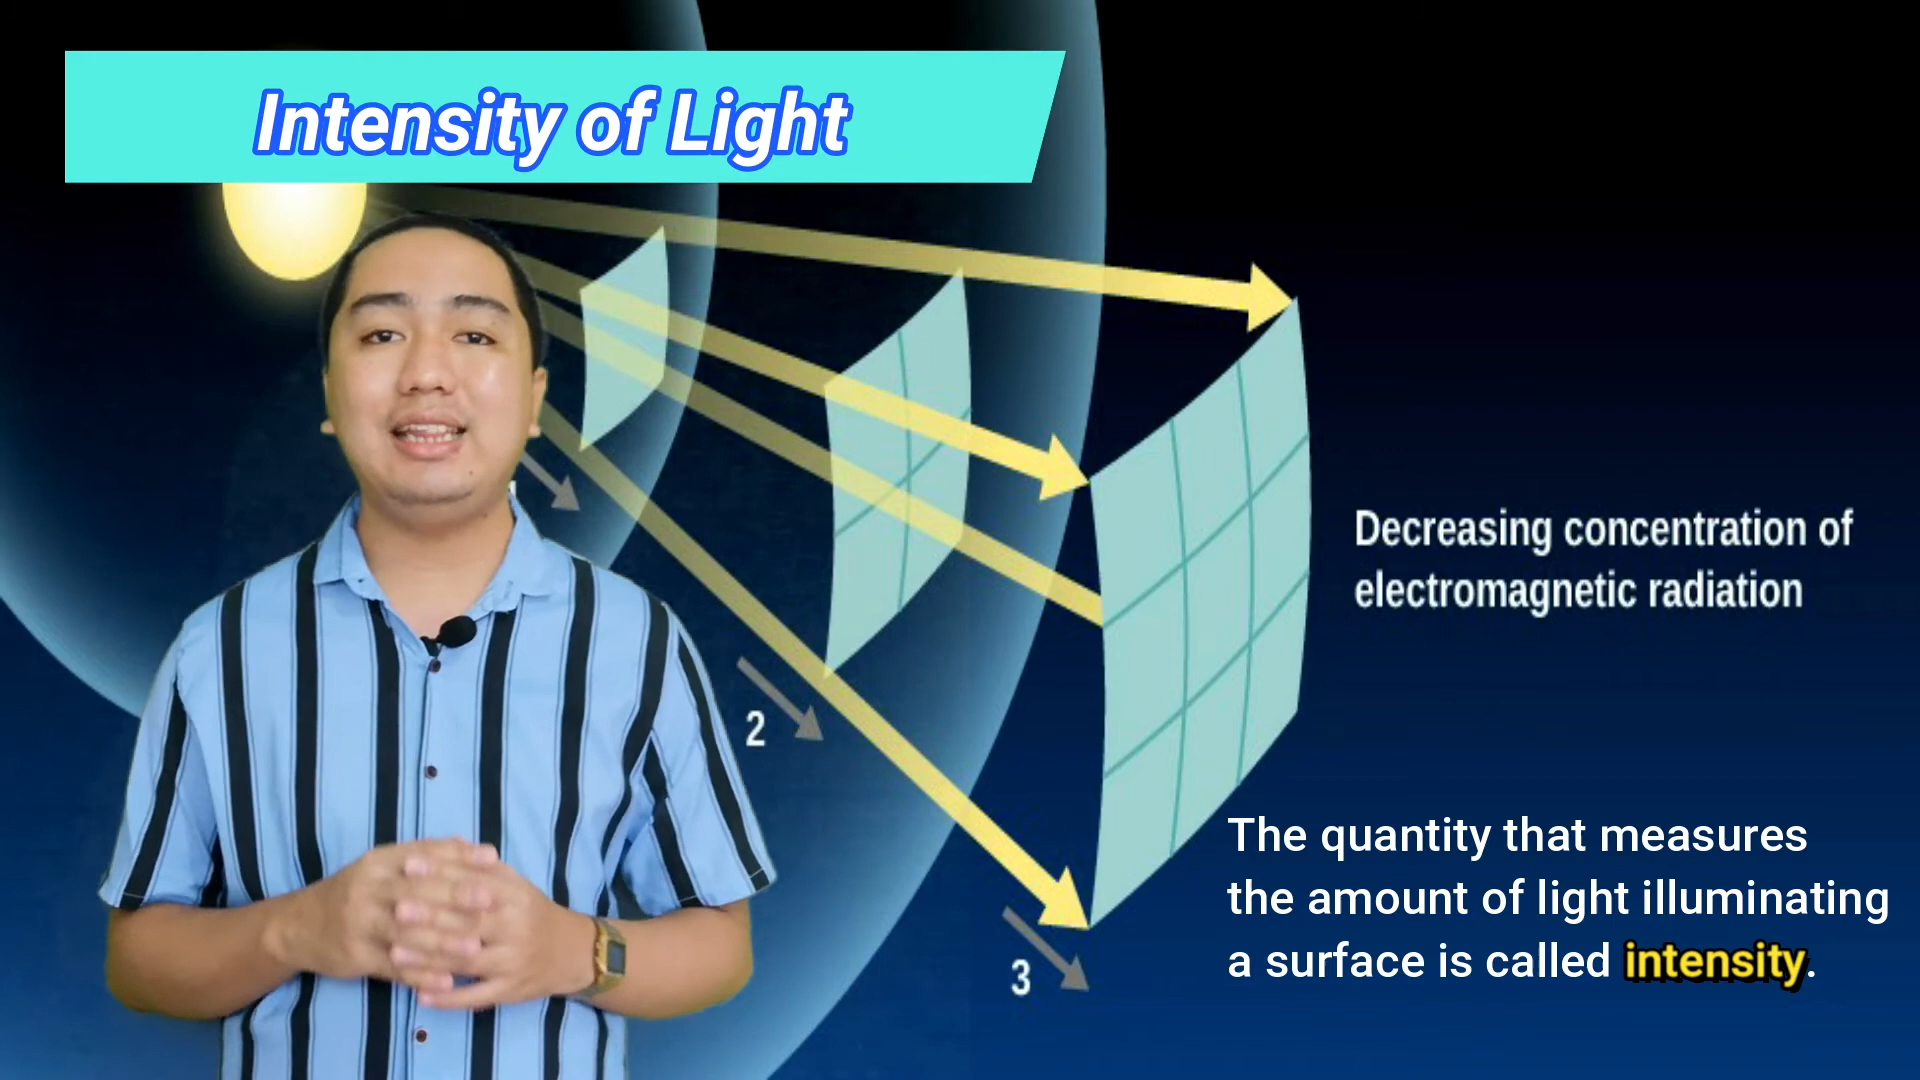 Intensity of Light
Decreasing concentration of
electromagnetic radiation
2
The quantity that measures
the amount of light illuminating
a surface is called intensity.
3